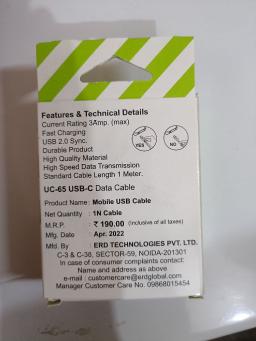 Features & Technical Details
Current Rating 3Amp. (max)
Fast Charging
USB 2.0 Sync.
Durable Product
High Quality Material
High Speed Data Transmission
Standard Cable Length 1 Meter.
YES
NO
UC-65 USB-C Data Cable
Product Name : Mobile USB Cable
Net Quantity : 1N Cable
M.R.P. : ₹ 190.00 (Inclusive of all taxes)
Mfg. Date : Apr. 2022
Mfd. By : ERD TECHNOLOGIES PVT. LTD.
C-3 & C-38, SECTOR-59, NOIDA-201301
In case of consumer complaints contact:
Name and address as above
e-mail : customercare@erdglobal.com
Manager Customer Care No. 09868015454